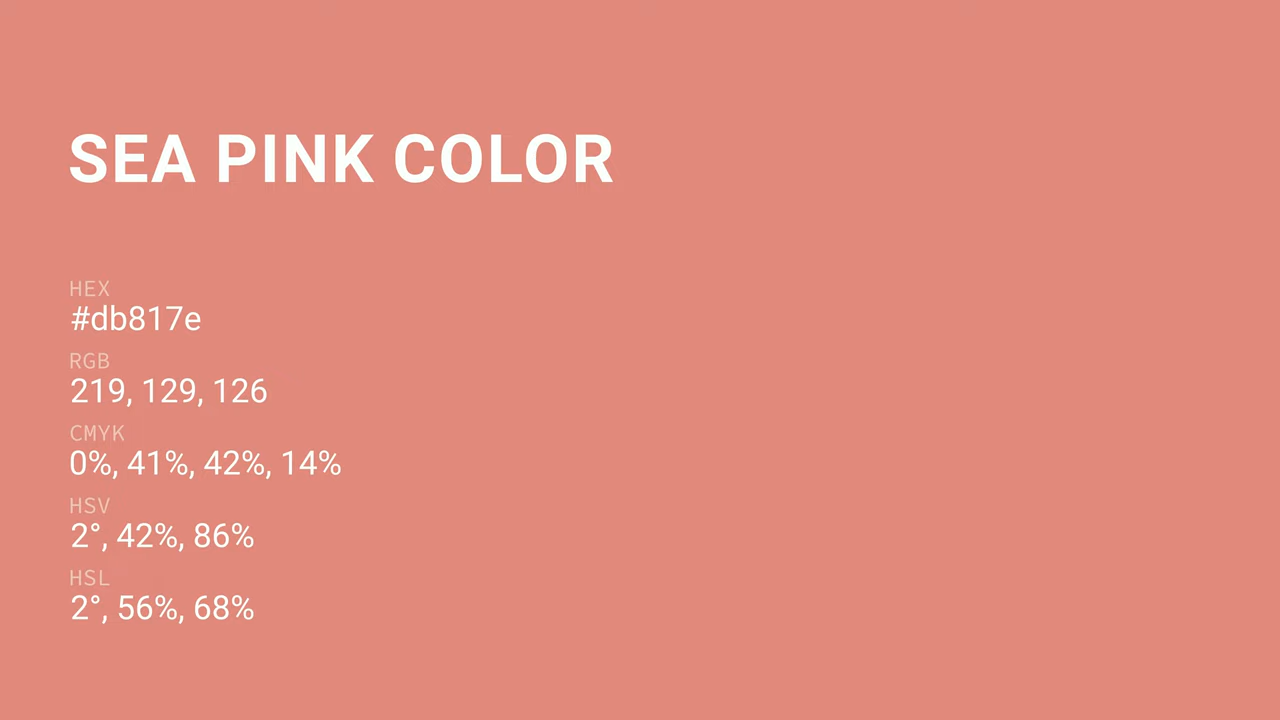 SEA PINK COLOR
HEX
#db817e
RGB
219, 129, 126
CMYK
0%, 41%, 42%, 14%
HSV
2°, 42%, 86%
HSL
2°, 56%, 68%